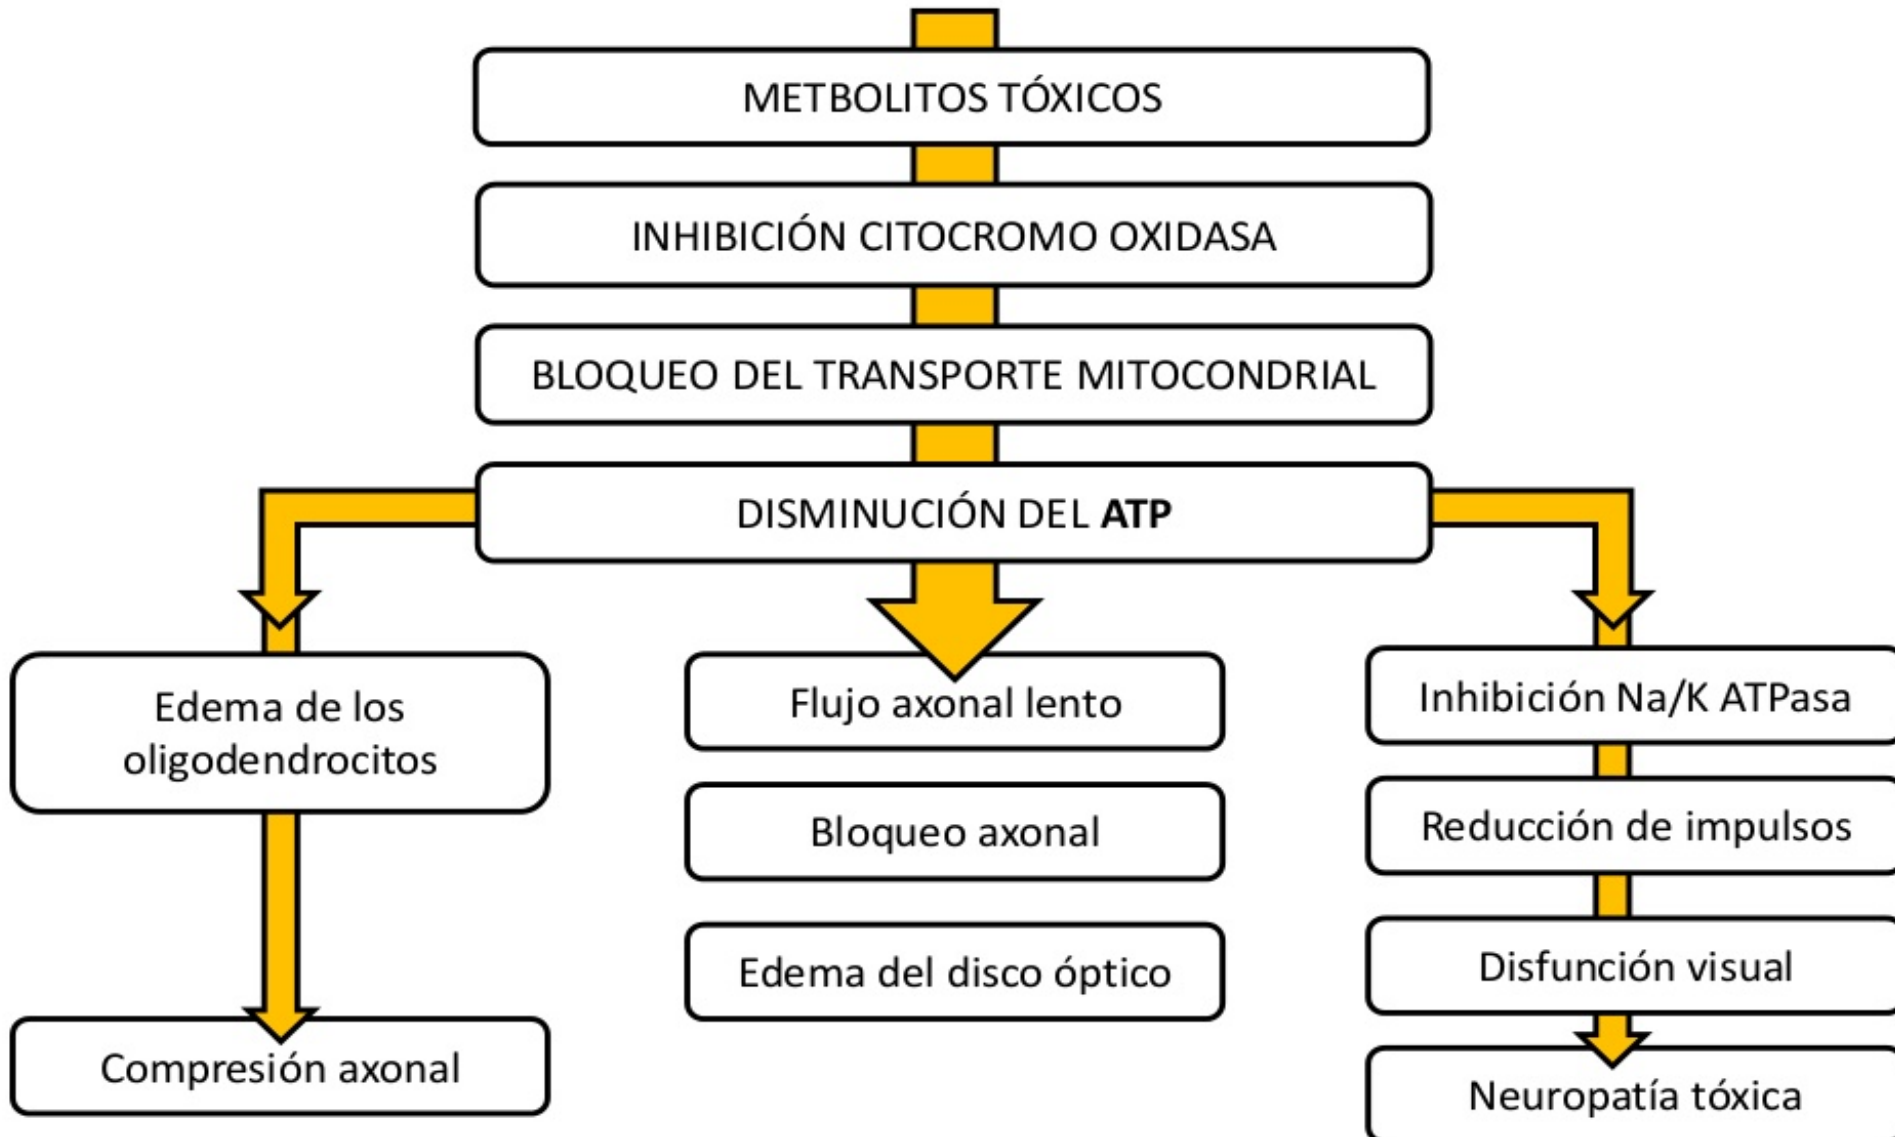 METBOLITOS TÓXICOS
INHIBICIÓN CITOCROMO OXIDASA
BLOQUEO DEL TRANSPORTE MITOCONDRIAL
DISMINUCIÓN DEL ATP
Edema de los
oligodendrocitos
Compresión axonal
Flujo axonal lento
Bloqueo axonal
Edema del disco óptico
Inhibición Na/K ATPasa
Reducción de impulsos
Disfunción visual
Neuropatía tóxica